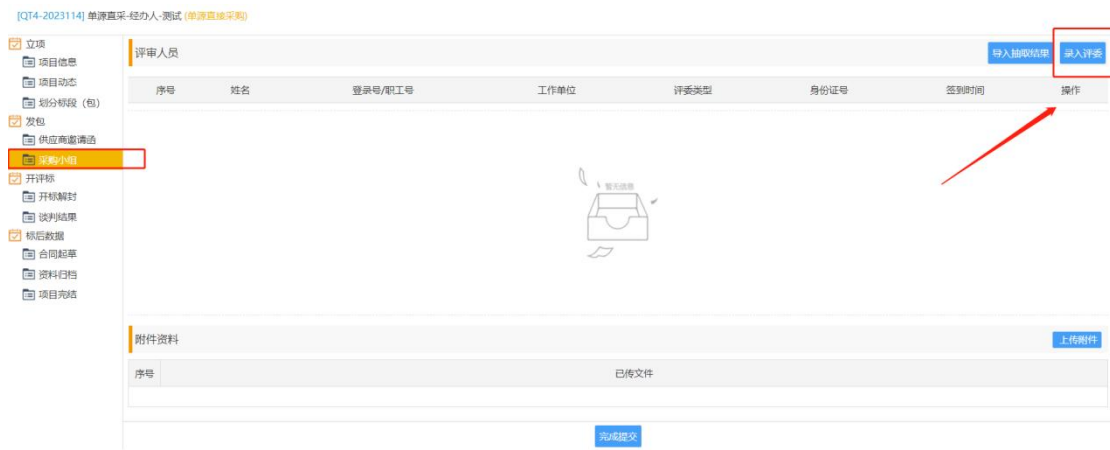 [QT4-2023114] 单源直采-经办人-测试 (单源直接采购)
立项
项目信息
项目动态
划分标段（包）
发包
供应商邀请函
采购小组
开评标
开标解封
谈判结果
标后数据
合同起草
资料归档
项目完结
评审人员
导入抽取结果 录入评委
序号 姓名 登录号/职工号 工作单位 评委类型 身份证号 签到时间 操作
暂无信息
附件资料
上传附件
序号 已传文件
完成提交